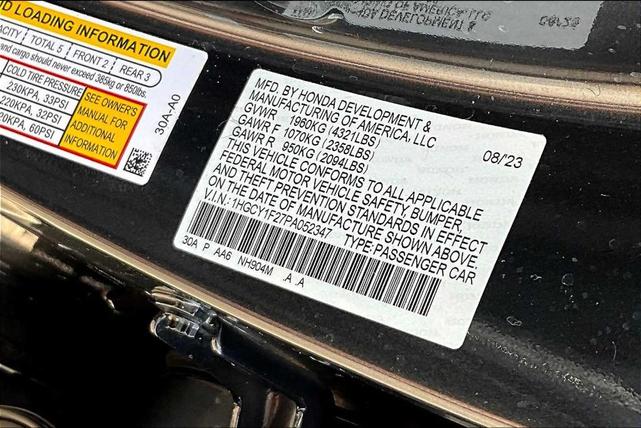 D LOADING INFORMATION
TOTAL 5 FRONT 2 REAR 3
and cargo should never exceed 385kg or 850lbs.
COLD TIRE PRESSURE
230KPA, 33PSI
220KPA, 32PSI
20KPA, 60PSI
SEE OWNER'S
MANUAL FOR
ADDITIONAL
INFORMATION
30A-A0
MFD. BY HONDA DEVELOPMENT &
MANUFACTURING OF AMERICA, LLC
08/23
GVWR 1960KG (4321LBS)
GAWR F 1070KG (2358LBS)
GAWR R 950KG (2094LBS)
THIS VEHICLE CONFORMS TO ALL APPLICABLE
FEDERAL MOTOR VEHICLE SAFETY, BUMPER,
AND THEFT PREVENTION STANDARDS IN EFFECT
ON THE DATE OF MANUFACTURE SHOWN ABOVE.
V.I.N.: 1HGCY1F27PA052347 TYPE:PASSENGER CAR
30A P AA6 NH904M .A .A